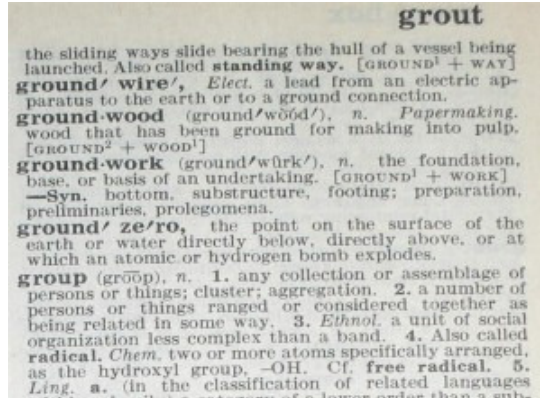 grout
the sliding ways slide bearing the hull of a vessel being
launched. Also called standing way. [GROUND¹ + WAY]
ground′ wire′, Elect. a lead from an electric ap-
paratus to the earth or to a ground connection.
ground·wood (ground′wo͝od′), n. Papermaking.
wood that has been ground for making into pulp.
[GROUND² + WOOD¹]
ground·work (ground′wûrk′), n. the foundation,
base, or basis of an undertaking. [GROUND¹ + WORK]
—Syn. bottom, substructure, footing; preparation,
preliminaries, prolegomena.
ground′ ze′ro, the point on the surface of the
earth or water directly below, directly above, or at
which an atomic or hydrogen bomb explodes.
group (gro͞op), n. 1. any collection or assemblage of
persons or things; cluster; aggregation. 2. a number of
persons or things ranged or considered together as
being related in some way. 3. Ethnol. a unit of social
organization less complex than a band. 4. Also called
radical. Chem. two or more atoms specifically arranged,
as the hydroxyl group, –OH. Cf. free radical. 5.
Ling. a. (in the classification of related languages